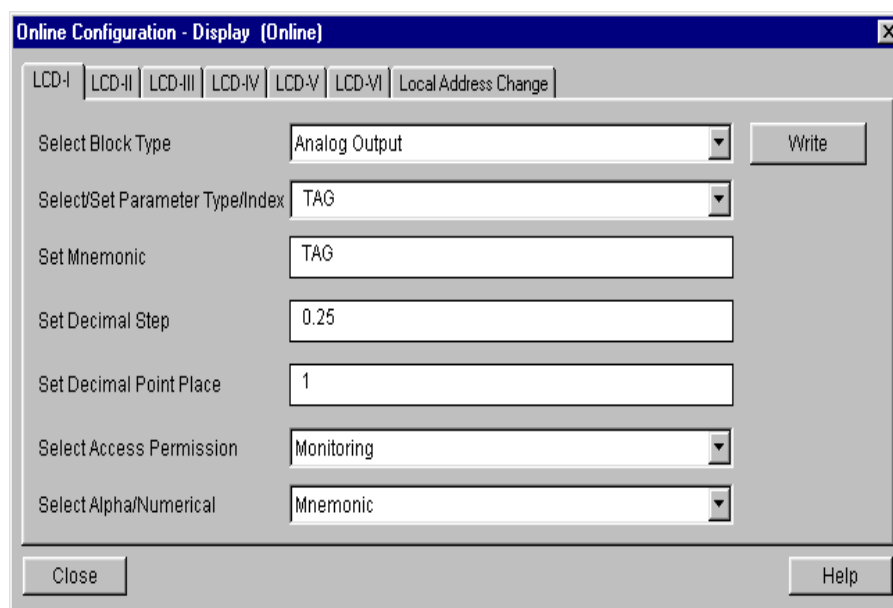 Online Configuration - Display (Online)
LCD-I LCD-II LCD-III LCD-IV LCD-V LCD-VI Local Address Change
Select Block Type Analog Output Write
Select/Set Parameter Type/Index TAG
Set Mnemonic TAG
Set Decimal Step 0.25
Set Decimal Point Place 1
Select Access Permission Monitoring
Select Alpha/Numerical Mnemonic
Close Help